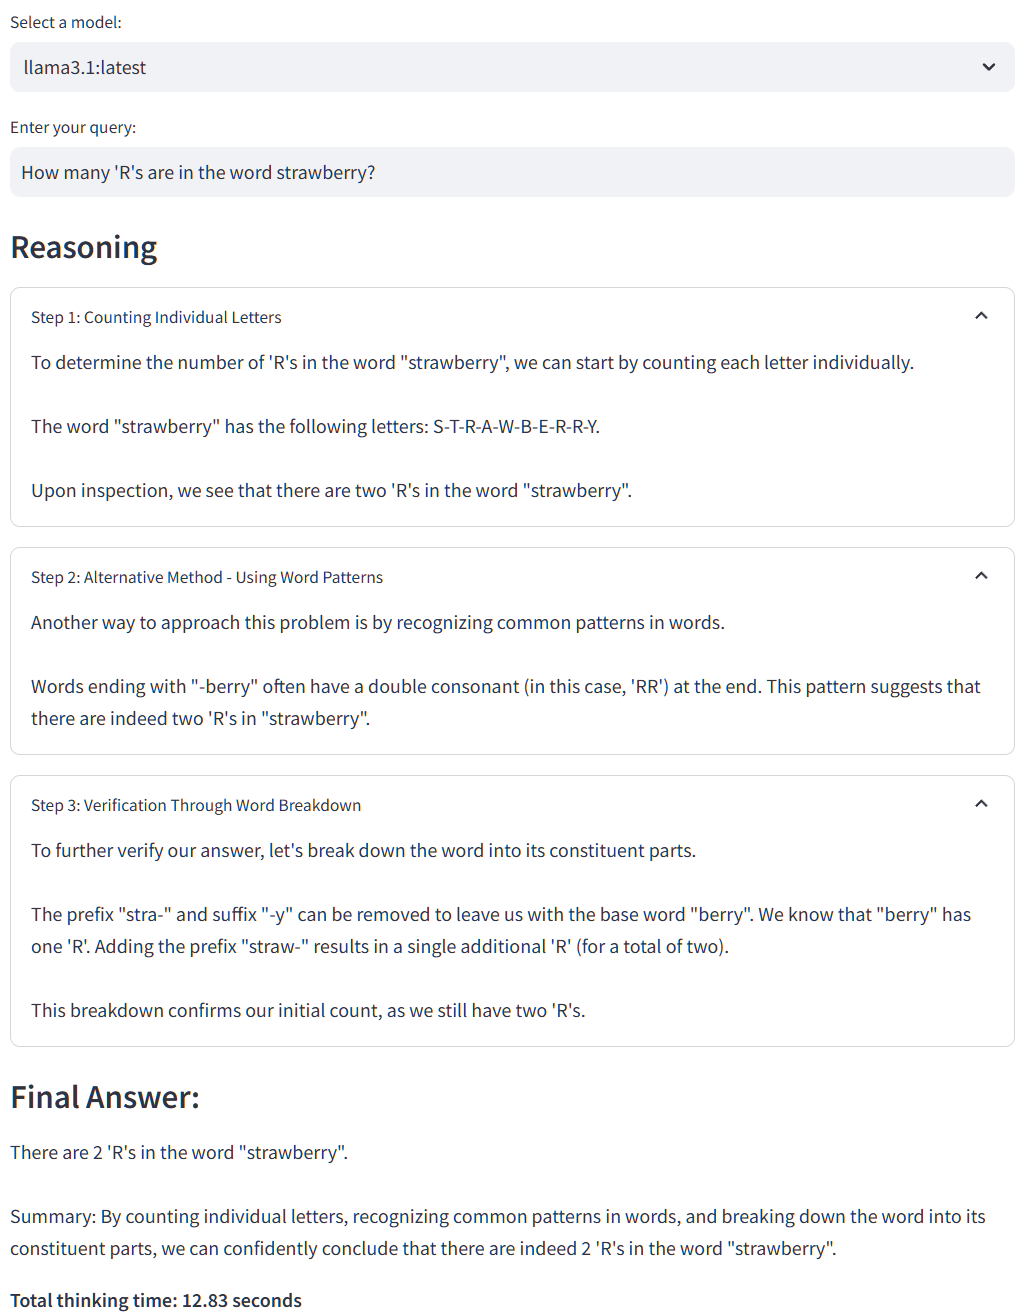 Select a model:
llama3.1:latest
Enter your query:
How many 'R's are in the word strawberry?
Reasoning
Step 1: Counting Individual Letters
To determine the number of 'R's in the word "strawberry", we can start by counting each letter individually.
The word "strawberry" has the following letters: S-T-R-A-W-B-E-R-R-Y.
Upon inspection, we see that there are two 'R's in the word "strawberry".
Step 2: Alternative Method - Using Word Patterns
Another way to approach this problem is by recognizing common patterns in words.
Words ending with "-berry" often have a double consonant (in this case, 'RR') at the end. This pattern suggests that
there are indeed two 'R's in "strawberry".
Step 3: Verification Through Word Breakdown
To further verify our answer, let's break down the word into its constituent parts.
The prefix "stra-" and suffix "-y" can be removed to leave us with the base word "berry". We know that "berry" has
one 'R'. Adding the prefix "straw-" results in a single additional 'R' (for a total of two).
This breakdown confirms our initial count, as we still have two 'R's.
Final Answer:
There are 2 'R's in the word "strawberry".
Summary: By counting individual letters, recognizing common patterns in words, and breaking down the word into its
constituent parts, we can confidently conclude that there are indeed 2 'R's in the word "strawberry".
Total thinking time: 12.83 seconds